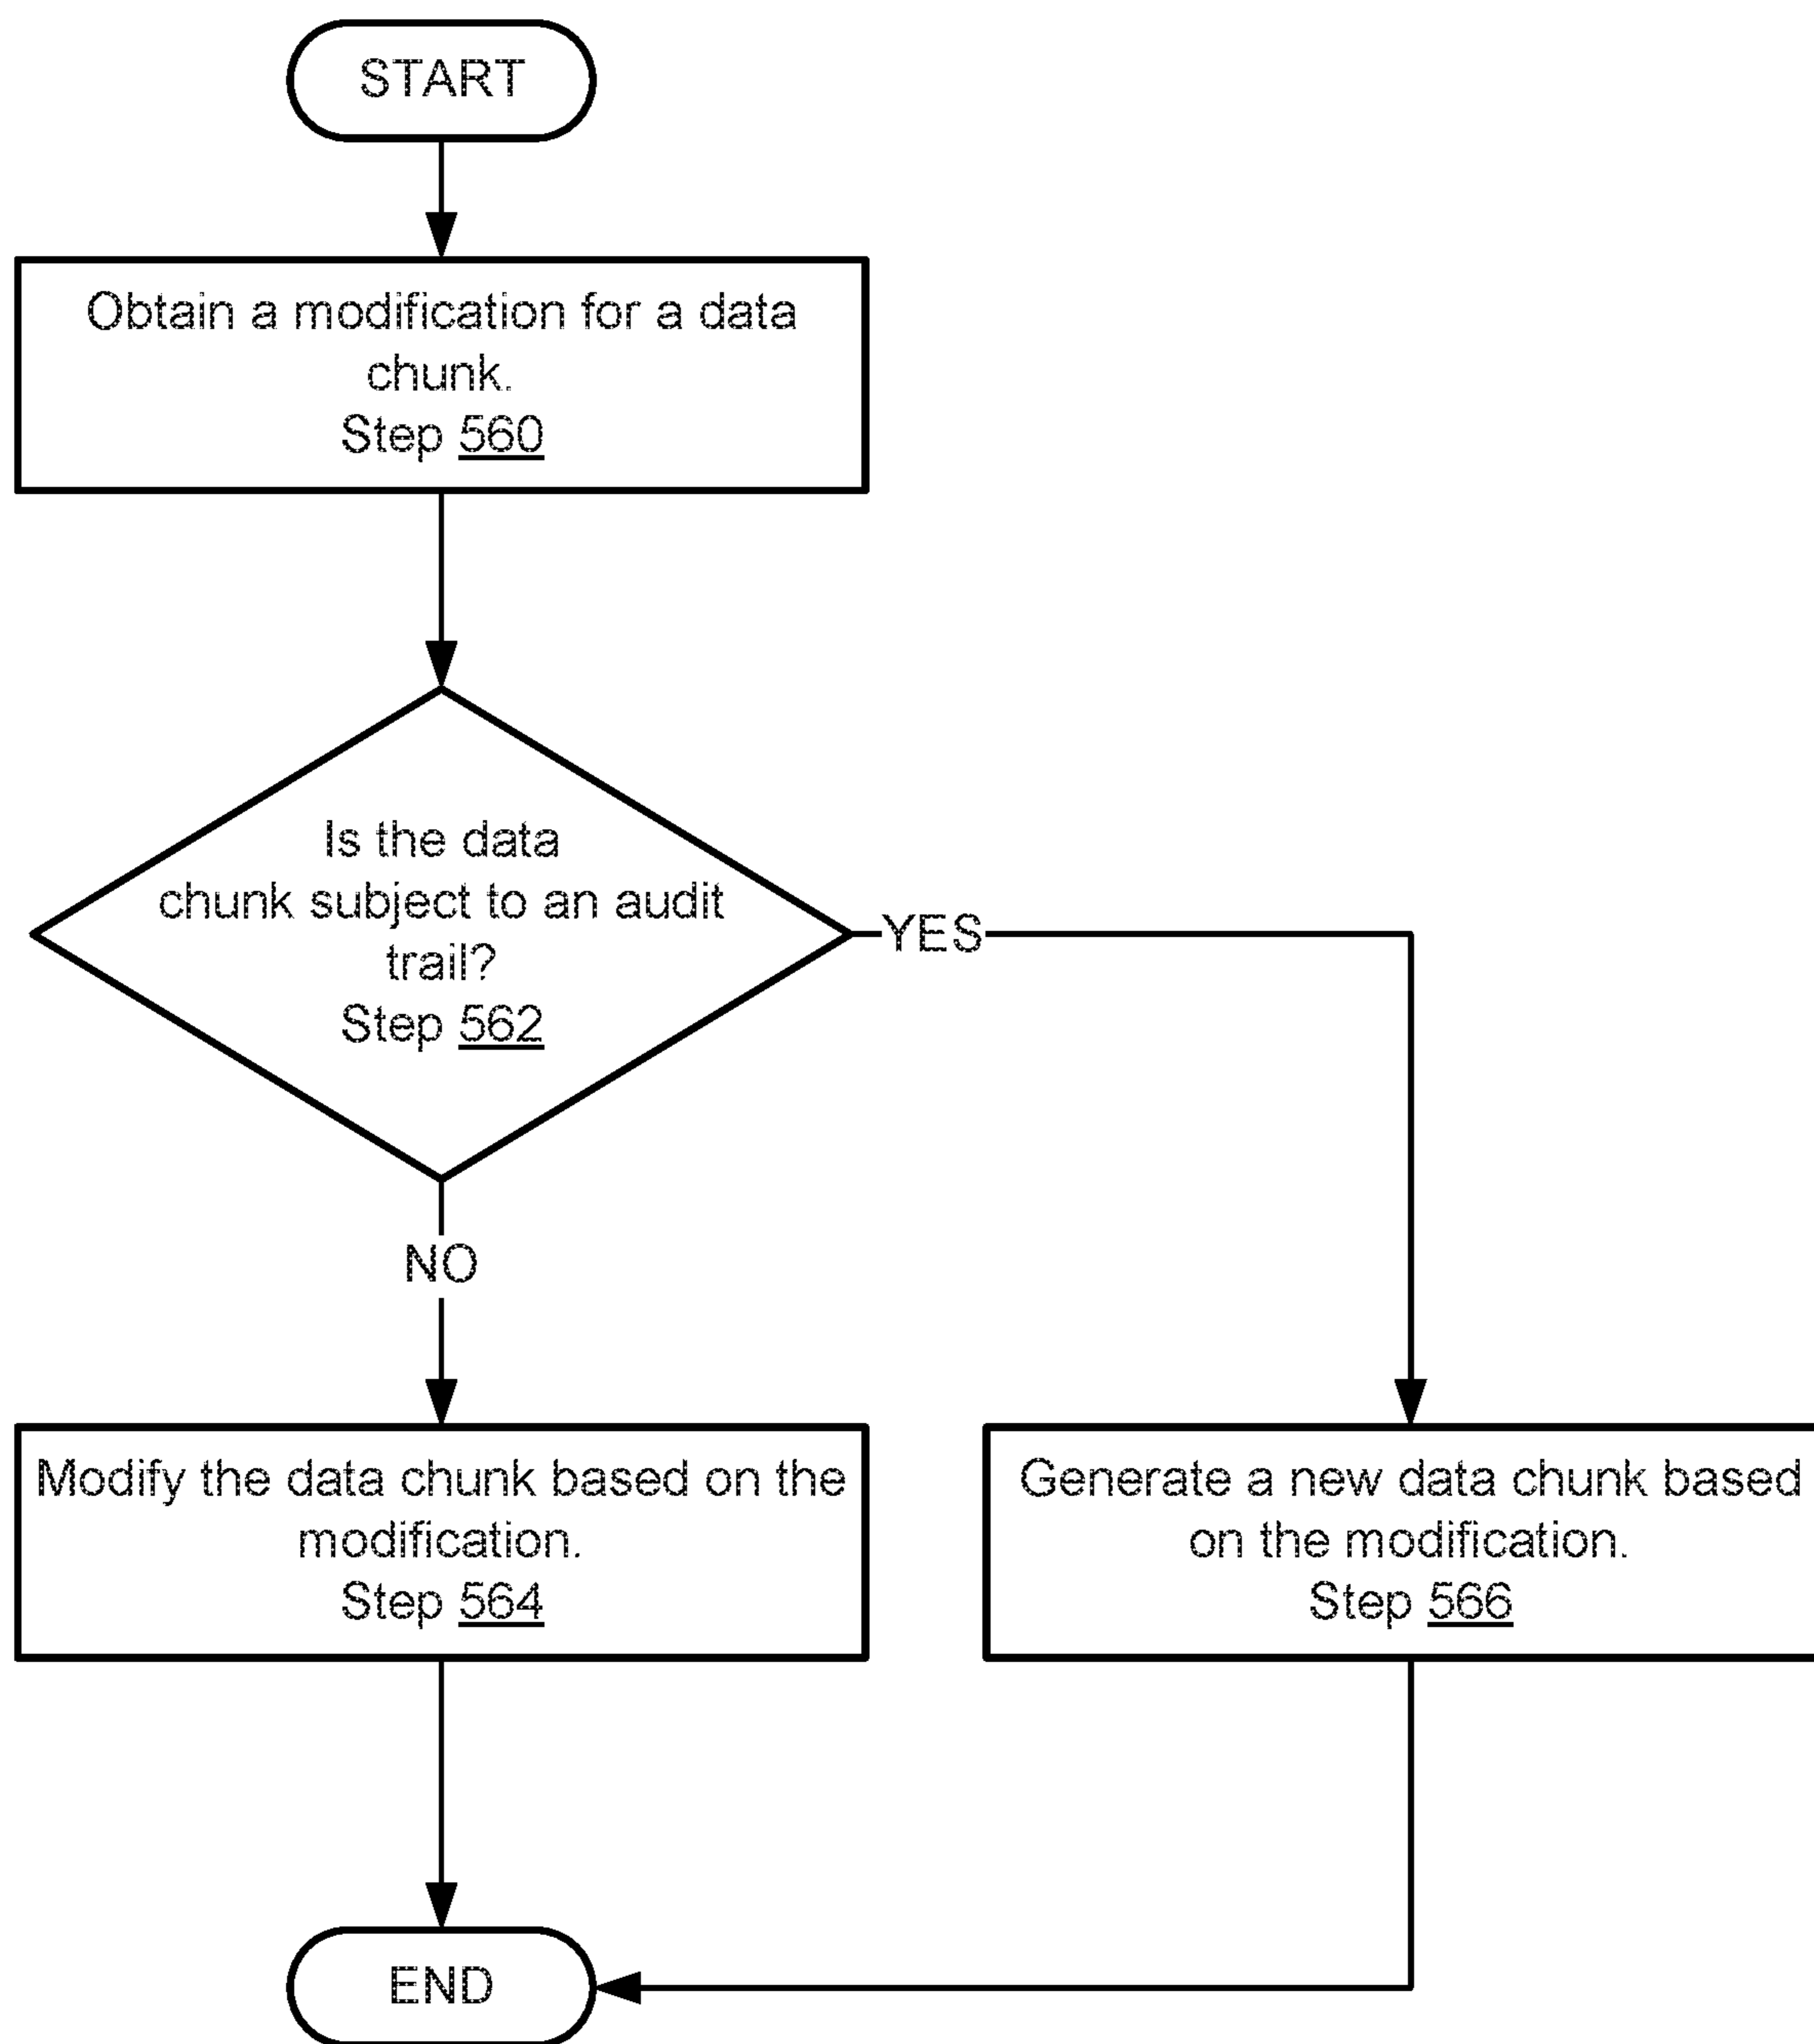 START
Obtain a modification for a data
chunk.
Step 560
Is the data
chunk subject to an audit
trail?
Step 562
YES
NO
Modify the data chunk based on the
modification.
Step 564
Generate a new data chunk based
on the modification.
Step 566
END